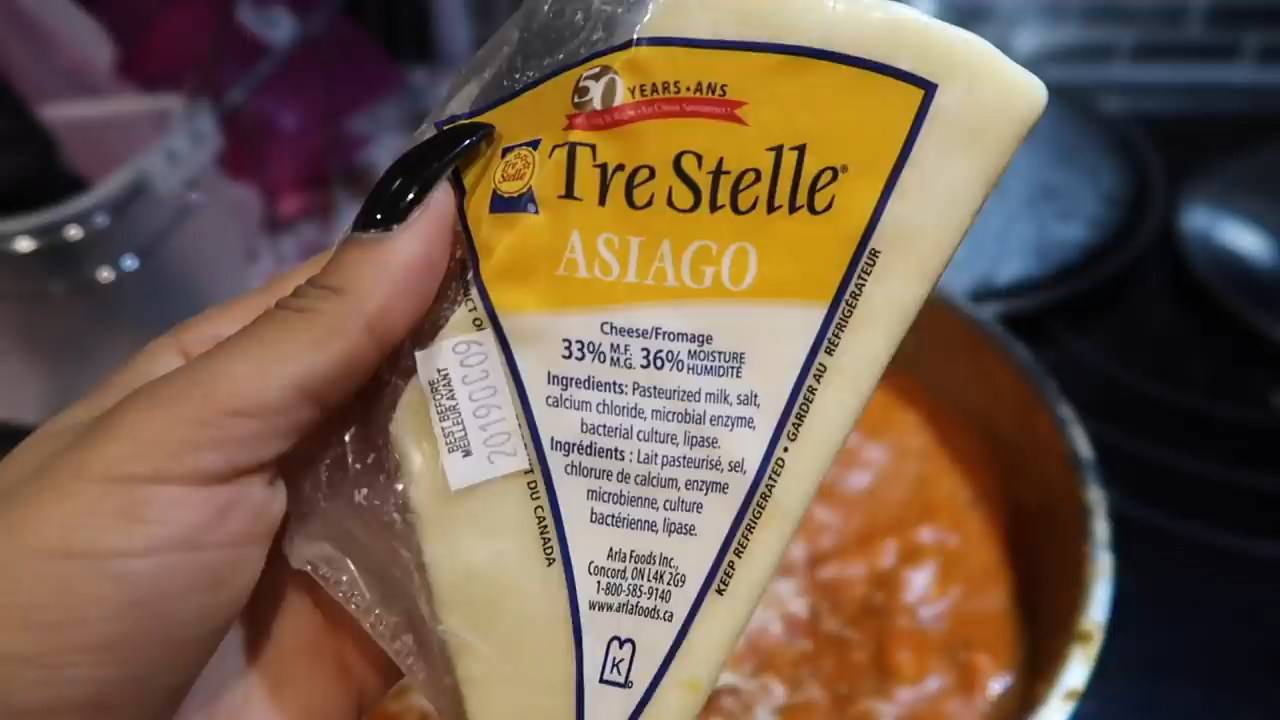 50 YEARS • ANS
Tre Stelle
Tre Stelle®
ASIAGO
Cheese/Fromage
33% M.F. M.G. 36% MOISTURE HUMIDITÉ
Ingredients: Pasteurized milk, salt,
calcium chloride, microbial enzyme,
bacterial culture, lipase.
Ingrédients : Lait pasteurisé, sel,
chlorure de calcium, enzyme
microbienne, culture
bactérienne, lipase.
Arla Foods Inc.,
Concord, ON L4K 2G9
1-800-585-9140
www.arlafoods.ca
K
KEEP REFRIGERATED • GARDER AU RÉFRIGÉRATEUR
BEST BEFORE
MEILLEUR AVANT
DU CANADA